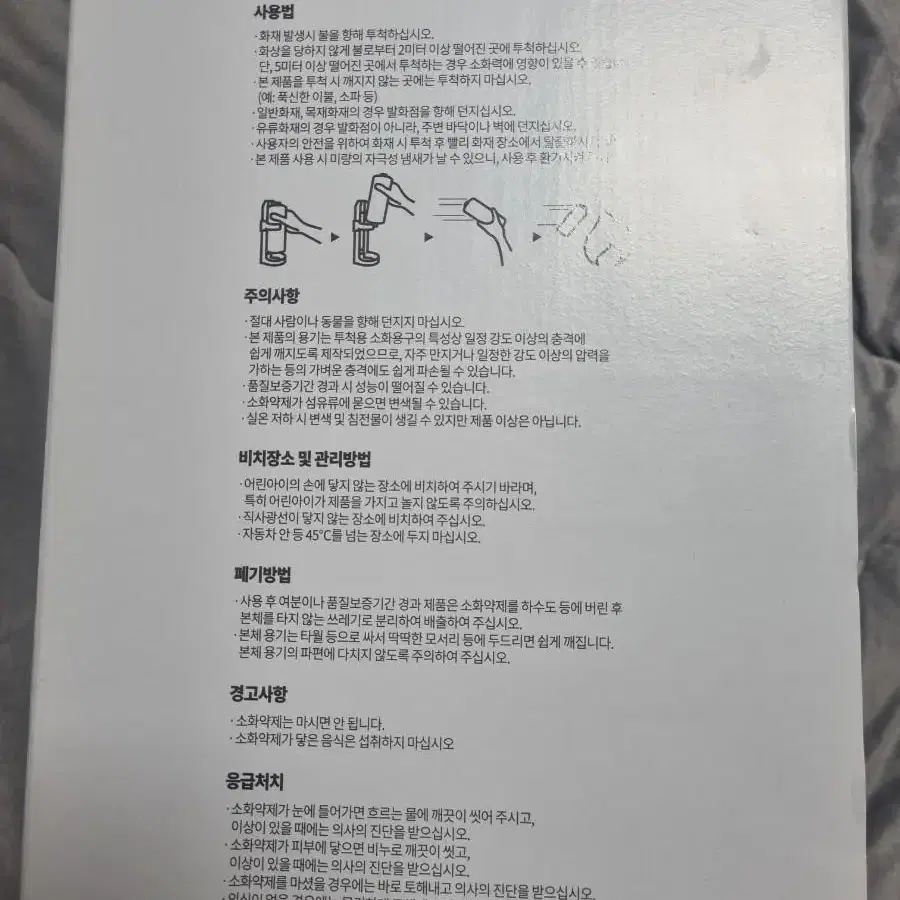 사용법
· 화재 발생시 불을 향해 투척하십시오.
· 화상을 당하지 않게 불로부터 2미터 이상 떨어진 곳에 투척하십시오.
단, 5미터 이상 떨어진 곳에서 투척하는 경우 소화력에 영향이 있을 수
· 본 제품을 투척 시 깨지지 않는 곳에는 투척하지 마십시오.
(예: 푹신한 이불, 소파 등)
· 일반화재, 목재화재의 경우 발화점을 향해 던지십시오.
· 유류화재의 경우 발화점이 아니라, 주변 바닥이나 벽에 던지십시오.
· 사용자의 안전을 위하여 화재 시 투척 후 빨리 화재 장소에서
· 본 제품 사용 시 미량의 자극성 냄새가 날 수 있으니, 사용 후
주의사항
· 절대 사람이나 동물을 향해 던지지 마십시오.
· 본 제품의 용기는 투척용 소화용구의 특성상 일정 강도 이상의 충격에
쉽게 깨지도록 제작되었으므로, 자주 만지거나 일정한 강도 이상의 압력을
가하는 등의 가벼운 충격에도 쉽게 파손될 수 있습니다.
· 품질보증기간 경과 시 성능이 떨어질 수 있습니다.
· 소화약제가 섬유류에 묻으면 변색될 수 있습니다.
· 실온 저하 시 변색 및 침전물이 생길 수 있지만 제품 이상은 아닙니다.
비치장소 및 관리방법
· 어린아이의 손에 닿지 않는 장소에 비치하여 주시기 바라며,
특히 어린아이가 제품을 가지고 놀지 않도록 주의하십시오.
· 직사광선이 닿지 않는 장소에 비치하여 주십시오.
· 자동차 안 등 45°C를 넘는 장소에 두지 마십시오.
폐기방법
· 사용 후 여분이나 품질보증기간 경과 제품은 소화약제를 하수도 등에 버린 후
본체를 타지 않는 쓰레기로 분리하여 배출하여 주십시오.
· 본체 용기는 타월 등으로 싸서 딱딱한 모서리 등에 두드리면 쉽게 깨집니다.
본체 용기의 파편에 다치지 않도록 주의하여 주십시오.
경고사항
· 소화약제는 마시면 안 됩니다.
· 소화약제가 닿은 음식은 섭취하지 마십시오
응급처치
· 소화약제가 눈에 들어가면 흐르는 물에 깨끗이 씻어 주시고,
이상이 있을 때에는 의사의 진단을 받으십시오.
· 소화약제가 피부에 닿으면 비누로 깨끗이 씻고,
이상이 있을 때에는 의사의 진단을 받으십시오.
· 소화약제를 마셨을 경우에는 바로 토해내고 의사의 진단을 받으십시오.